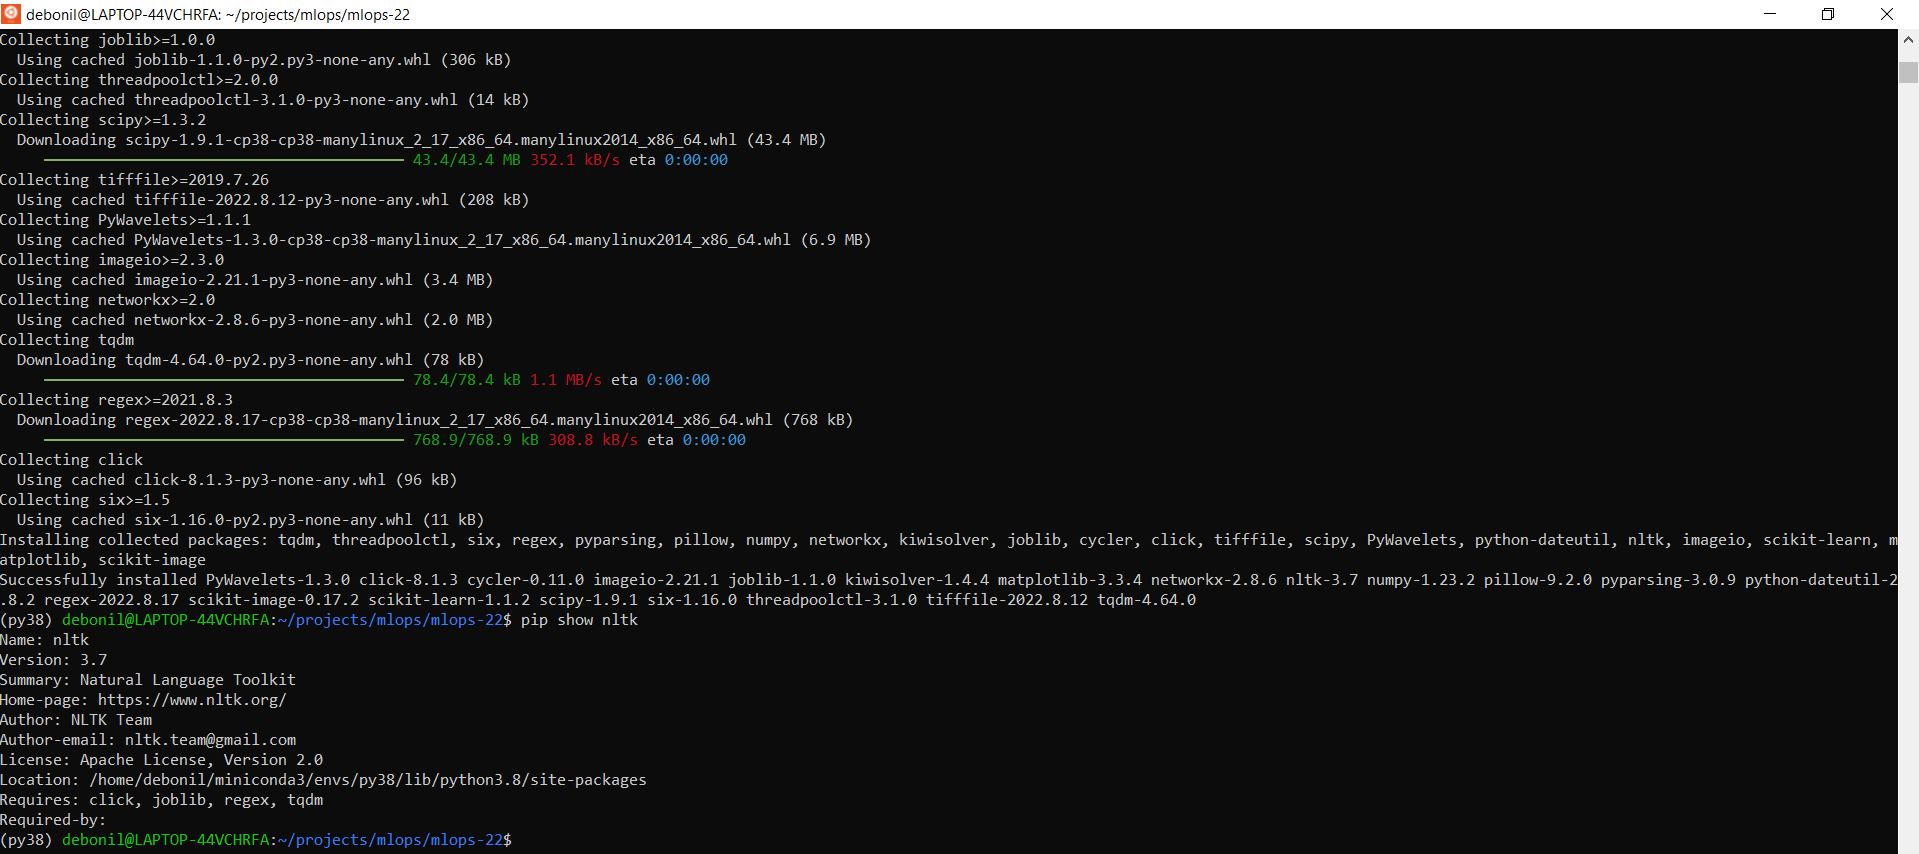 debonil@LAPTOP-44VCHRFA: ~/projects/mlops/mlops-22
Collecting joblib>=1.0.0
  Using cached joblib-1.1.0-py2.py3-none-any.whl (306 kB)
Collecting threadpoolctl>=2.0.0
  Using cached threadpoolctl-3.1.0-py3-none-any.whl (14 kB)
Collecting scipy>=1.3.2
  Downloading scipy-1.9.1-cp38-cp38-manylinux_2_17_x86_64.manylinux2014_x86_64.whl (43.4 MB)
43.4/43.4 MB 352.1 kB/s eta 0:00:00
Collecting tifffile>=2019.7.26
  Using cached tifffile-2022.8.12-py3-none-any.whl (208 kB)
Collecting PyWavelets>=1.1.1
  Using cached PyWavelets-1.3.0-cp38-cp38-manylinux_2_17_x86_64.manylinux2014_x86_64.whl (6.9 MB)
Collecting imageio>=2.3.0
  Using cached imageio-2.21.1-py3-none-any.whl (3.4 MB)
Collecting networkx>=2.0
  Using cached networkx-2.8.6-py3-none-any.whl (2.0 MB)
Collecting tqdm
  Downloading tqdm-4.64.0-py2.py3-none-any.whl (78 kB)
78.4/78.4 kB 1.1 MB/s eta 0:00:00
Collecting regex>=2021.8.3
  Downloading regex-2022.8.17-cp38-cp38-manylinux_2_17_x86_64.manylinux2014_x86_64.whl (768 kB)
768.9/768.9 kB 308.8 kB/s eta 0:00:00
Collecting click
  Using cached click-8.1.3-py3-none-any.whl (96 kB)
Collecting six>=1.5
  Using cached six-1.16.0-py2.py3-none-any.whl (11 kB)
Installing collected packages: tqdm, threadpoolctl, six, regex, pyparsing, pillow, numpy, networkx, kiwisolver, joblib, cycler, click, tifffile, scipy, PyWavelets, python-dateutil, nltk, imageio, scikit-learn, m
atplotlib, scikit-image
Successfully installed PyWavelets-1.3.0 click-8.1.3 cycler-0.11.0 imageio-2.21.1 joblib-1.1.0 kiwisolver-1.4.4 matplotlib-3.3.4 networkx-2.8.6 nltk-3.7 numpy-1.23.2 pillow-9.2.0 pyparsing-3.0.9 python-dateutil-2
.8.2 regex-2022.8.17 scikit-image-0.17.2 scikit-learn-1.1.2 scipy-1.9.1 six-1.16.0 threadpoolctl-3.1.0 tifffile-2022.8.12 tqdm-4.64.0
(py38) debonil@LAPTOP-44VCHRFA:~/projects/mlops/mlops-22$ pip show nltk
Name: nltk
Version: 3.7
Summary: Natural Language Toolkit
Home-page: https://www.nltk.org/
Author: NLTK Team
Author-email: nltk.team@gmail.com
License: Apache License, Version 2.0
Location: /home/debonil/miniconda3/envs/py38/lib/python3.8/site-packages
Requires: click, joblib, regex, tqdm
Required-by:
(py38) debonil@LAPTOP-44VCHRFA:~/projects/mlops/mlops-22$